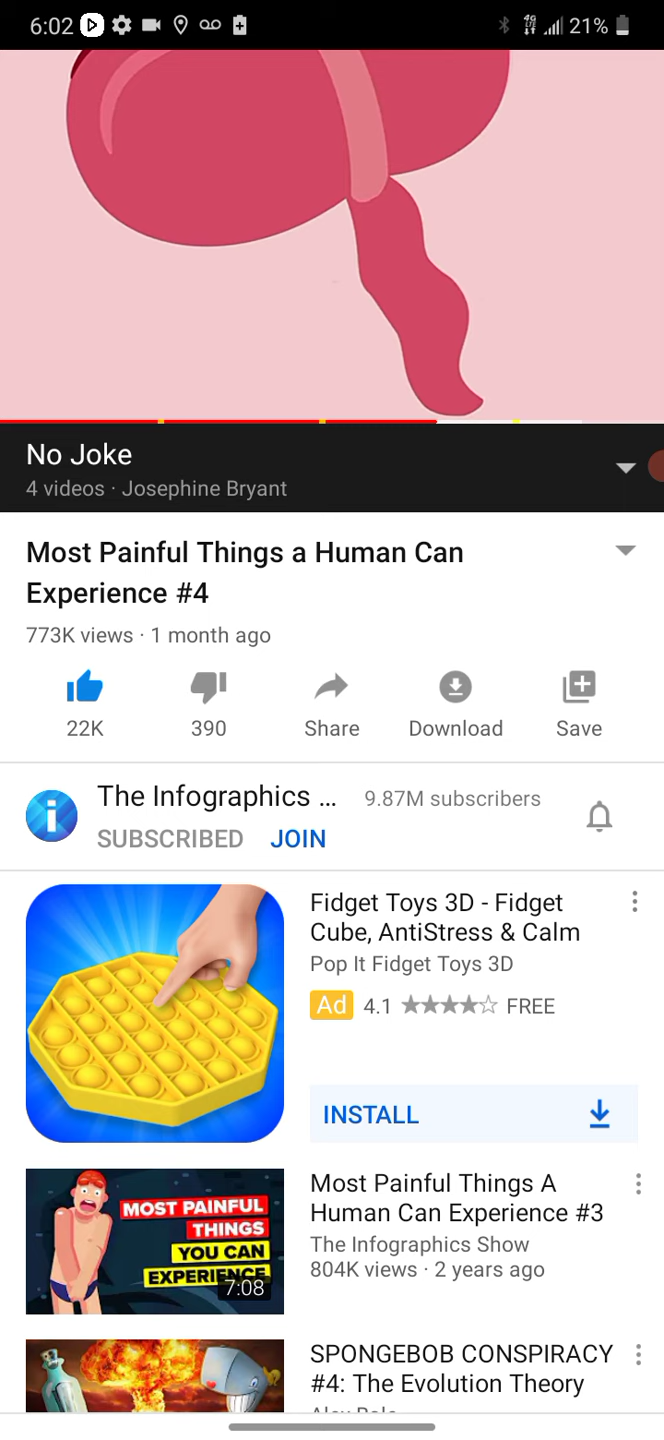 6:02 4G LTE 21%
No Joke
4 videos · Josephine Bryant
Most Painful Things a Human Can
Experience #4
773K views · 1 month ago
22K 390 Share Download Save
The Infographics ... 9.87M subscribers
SUBSCRIBED JOIN
Fidget Toys 3D - Fidget
Cube, AntiStress & Calm
Pop It Fidget Toys 3D
Ad 4.1 ★★★★☆ FREE
INSTALL
MOST PAINFUL
THINGS
YOU CAN
EXPERIENCE
7:08
Most Painful Things A
Human Can Experience #3
The Infographics Show
804K views · 2 years ago
SPONGEBOB CONSPIRACY
#4: The Evolution Theory